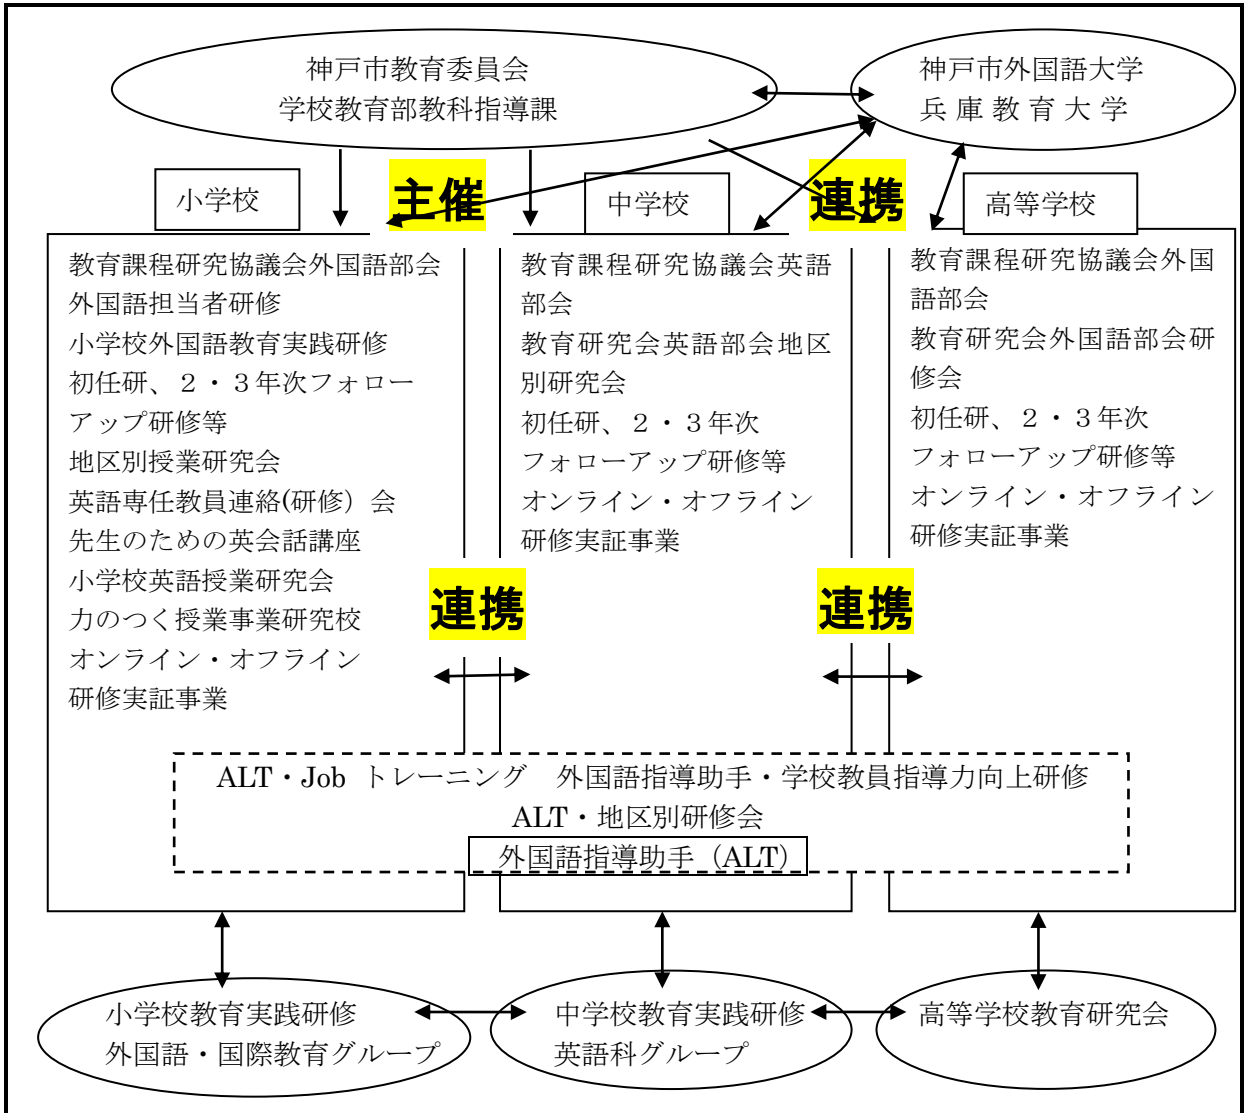 神戸市教育委員会
学校教育部教科指導課
神戸市外国語大学
兵庫教育大学
主催
連携
小学校
教育課程研究協議会外国語部会
外国語担当者研修
小学校外国語教育実践研修
初任研、２・３年次フォロー
アップ研修等
地区別授業研究会
英語専任教員連絡(研修）会
先生のための英会話講座
小学校英語授業研究会
力のつく授業事業研究校
オンライン・オフライン
研修実証事業
中学校
教育課程研究協議会英語
部会
教育研究会英語部会地区
別研究会
初任研、２・３年次
フォローアップ研修等
オンライン・オフライン
研修実証事業
高等学校
教育課程研究協議会外国
語部会
教育研究会外国語部会研
修会
初任研、２・３年次
フォローアップ研修等
オンライン・オフライン
研修実証事業
連携
連携
ALT・Job トレーニング　外国語指導助手・学校教員指導力向上研修
ALT・地区別研修会
外国語指導助手（ALT）
小学校教育実践研修
外国語・国際教育グループ
中学校教育実践研修
英語科グループ
高等学校教育研究会